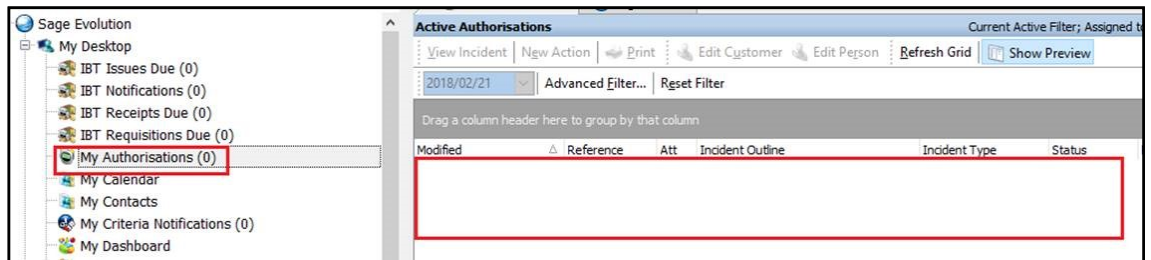 Sage Evolution
My Desktop
IBT Issues Due (0)
IBT Notifications (0)
IBT Receipts Due (0)
IBT Requisitions Due (0)
My Authorisations (0)
My Calendar
My Contacts
My Criteria Notifications (0)
My Dashboard
Active Authorisations Current Active Filter; Assigned to
View Incident New Action Print Edit Customer Edit Person Refresh Grid Show Preview
2018/02/21 Advanced Filter... Reset Filter
Drag a column header here to group by that column
Modified Reference Att Incident Outline Incident Type Status